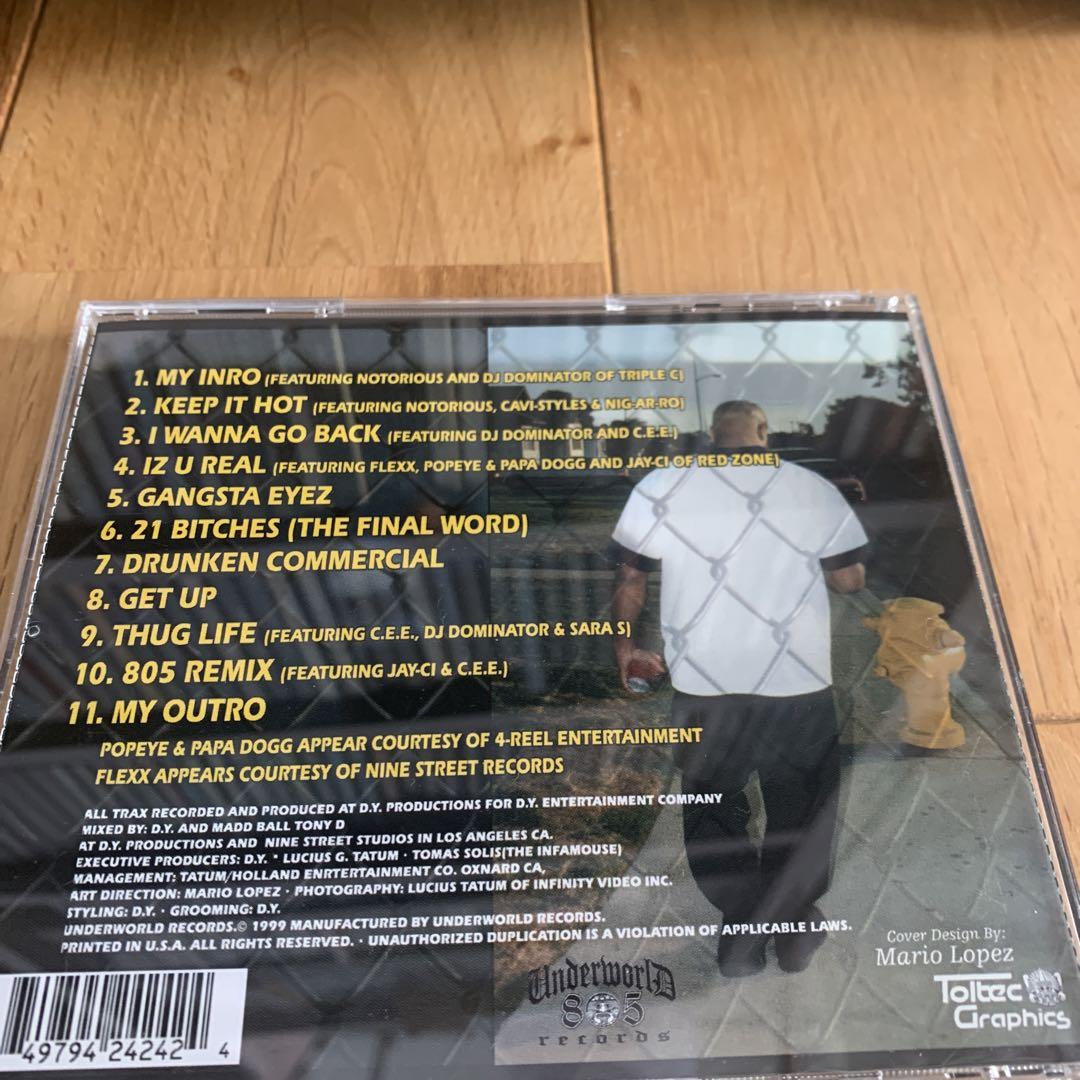 1. MY INRO (FEATURING NOTORIOUS AND DJ DOMINATOR OF TRIPLE C)
2. KEEP IT HOT (FEATURING NOTORIOUS, CAVI-STYLES & NIG-AR-RO)
3. I WANNA GO BACK (FEATURING DJ DOMINATOR AND C.E.E.)
4. IZ U REAL (FEATURING FLEXX, POPEYE & PAPA DOGG AND JAY-CI OF RED ZONE)
5. GANGSTA EYEZ
6. 21 BITCHES (THE FINAL WORD)
7. DRUNKEN COMMERCIAL
8. GET UP
9. THUG LIFE (FEATURING C.E.E., DJ DOMINATOR & SARA S)
10. 805 REMIX (FEATURING JAY-CI & C.E.E.)
11. MY OUTRO
POPEYE & PAPA DOGG APPEAR COURTESY OF 4-REEL ENTERTAINMENT
FLEXX APPEARS COURTESY OF NINE STREET RECORDS
ALL TRAX RECORDED AND PRODUCED AT D.Y. PRODUCTIONS FOR D.Y. ENTERTAINMENT COMPANY
MIXED BY: D.Y. AND MADD BALL TONY D
AT D.Y. PRODUCTIONS AND NINE STREET STUDIOS IN LOS ANGELES CA.
EXECUTIVE PRODUCERS: D.Y. * LUCIUS G. TATUM · TOMAS SOLIS(THE INFAMOUSE)
MANAGEMENT: TATUM/HOLLAND ENRTERTAINMENT CO. OXNARD CA,
ART DIRECTION: MARIO LOPEZ · PHOTOGRAPHY: LUCIUS TATUM OF INFINITY VIDEO INC.
STYLING: D.Y. · GROOMING: D.Y.
UNDERWORLD RECORDS.© 1999 MANUFACTURED BY UNDERWORLD RECORDS.
PRINTED IN U.S.A. ALL RIGHTS RESERVED. · UNAUTHORIZED DUPLICATION IS A VIOLATION OF APPLICABLE LAWS.
Cover Design By:
Mario Lopez
Toltec
Graphics
Underworld
805
records
49794 24242 4